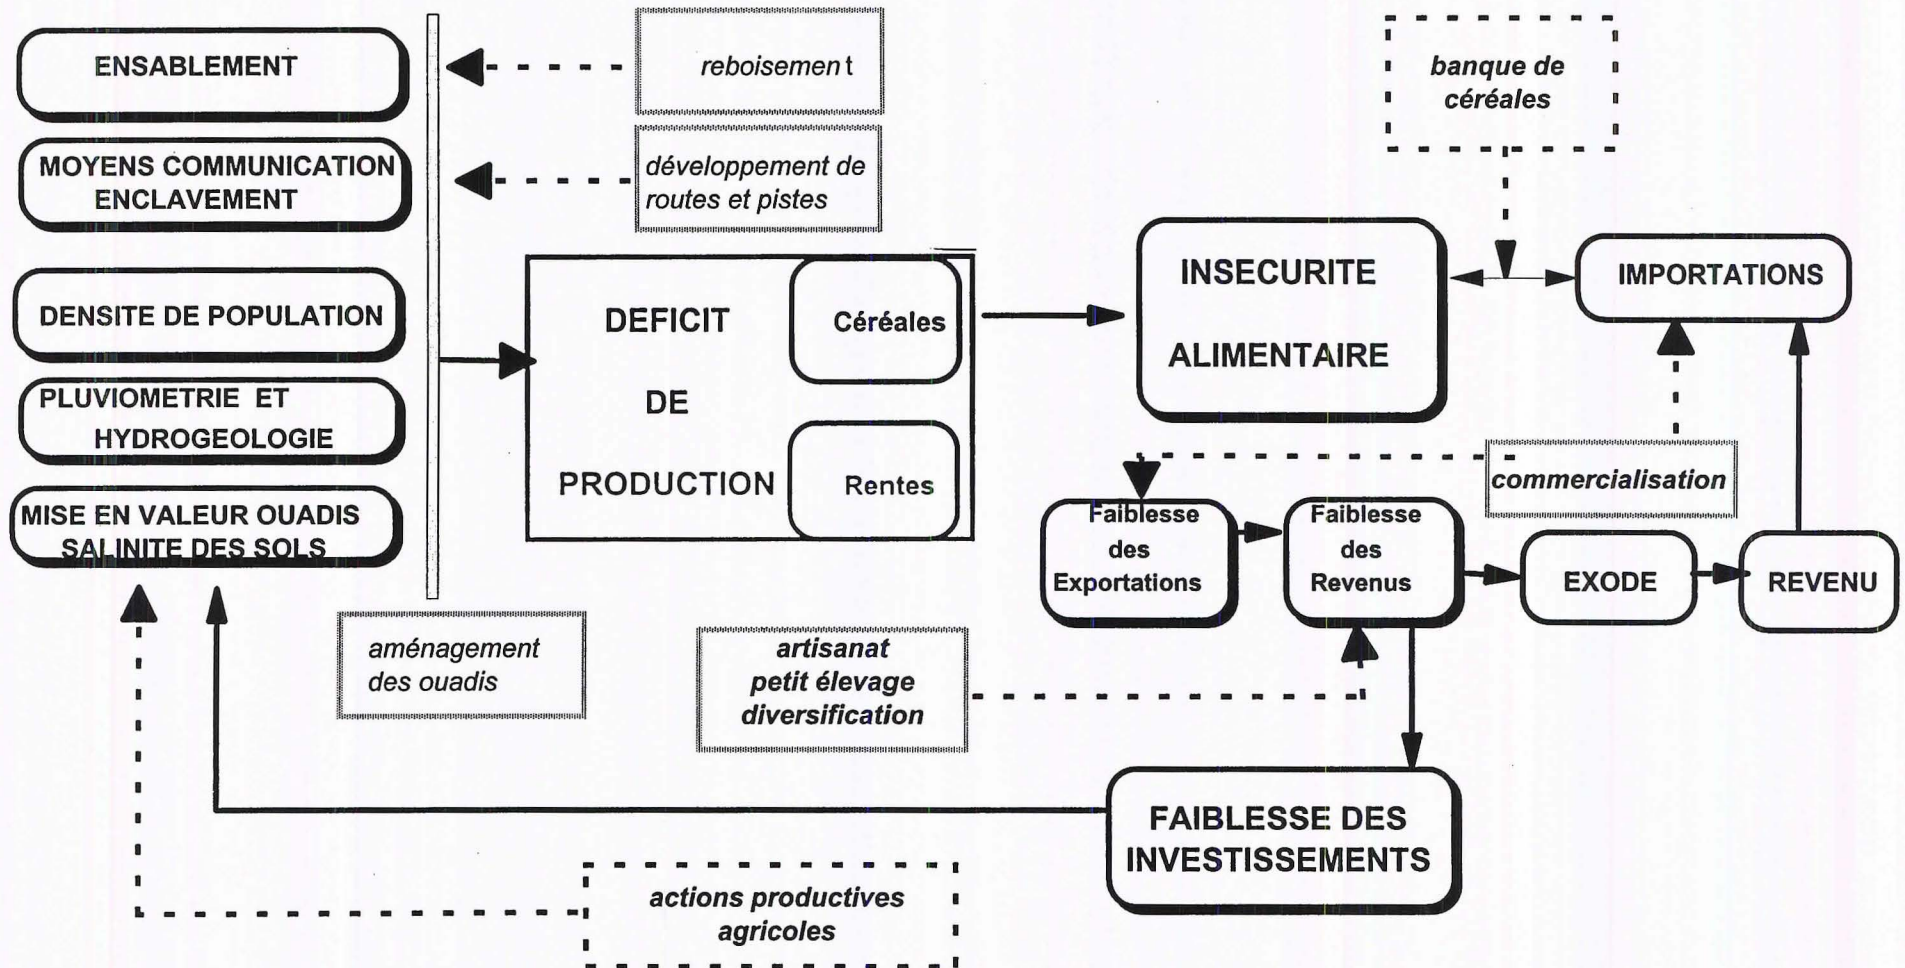 ENSABLEMENT
MOYENS COMMUNICATION
ENCLAVEMENT
DENSITE DE POPULATION
PLUVIOMETRIE ET
HYDROGEOLOGIE
MISE EN VALEUR OUADIS
SALINITE DES SOLS
reboisement
développement de
routes et pistes
DEFICIT
DE
PRODUCTION
Céréales
Rentes
aménagement
des ouadis
artisanat
petit élevage
diversification
banque de
céréales
INSECURITE
ALIMENTAIRE
IMPORTATIONS
commercialisation
Faiblesse
des
Exportations
Faiblesse
des
Revenus
EXODE
REVENU
FAIBLESSE DES
INVESTISSEMENTS
actions productives
agricoles